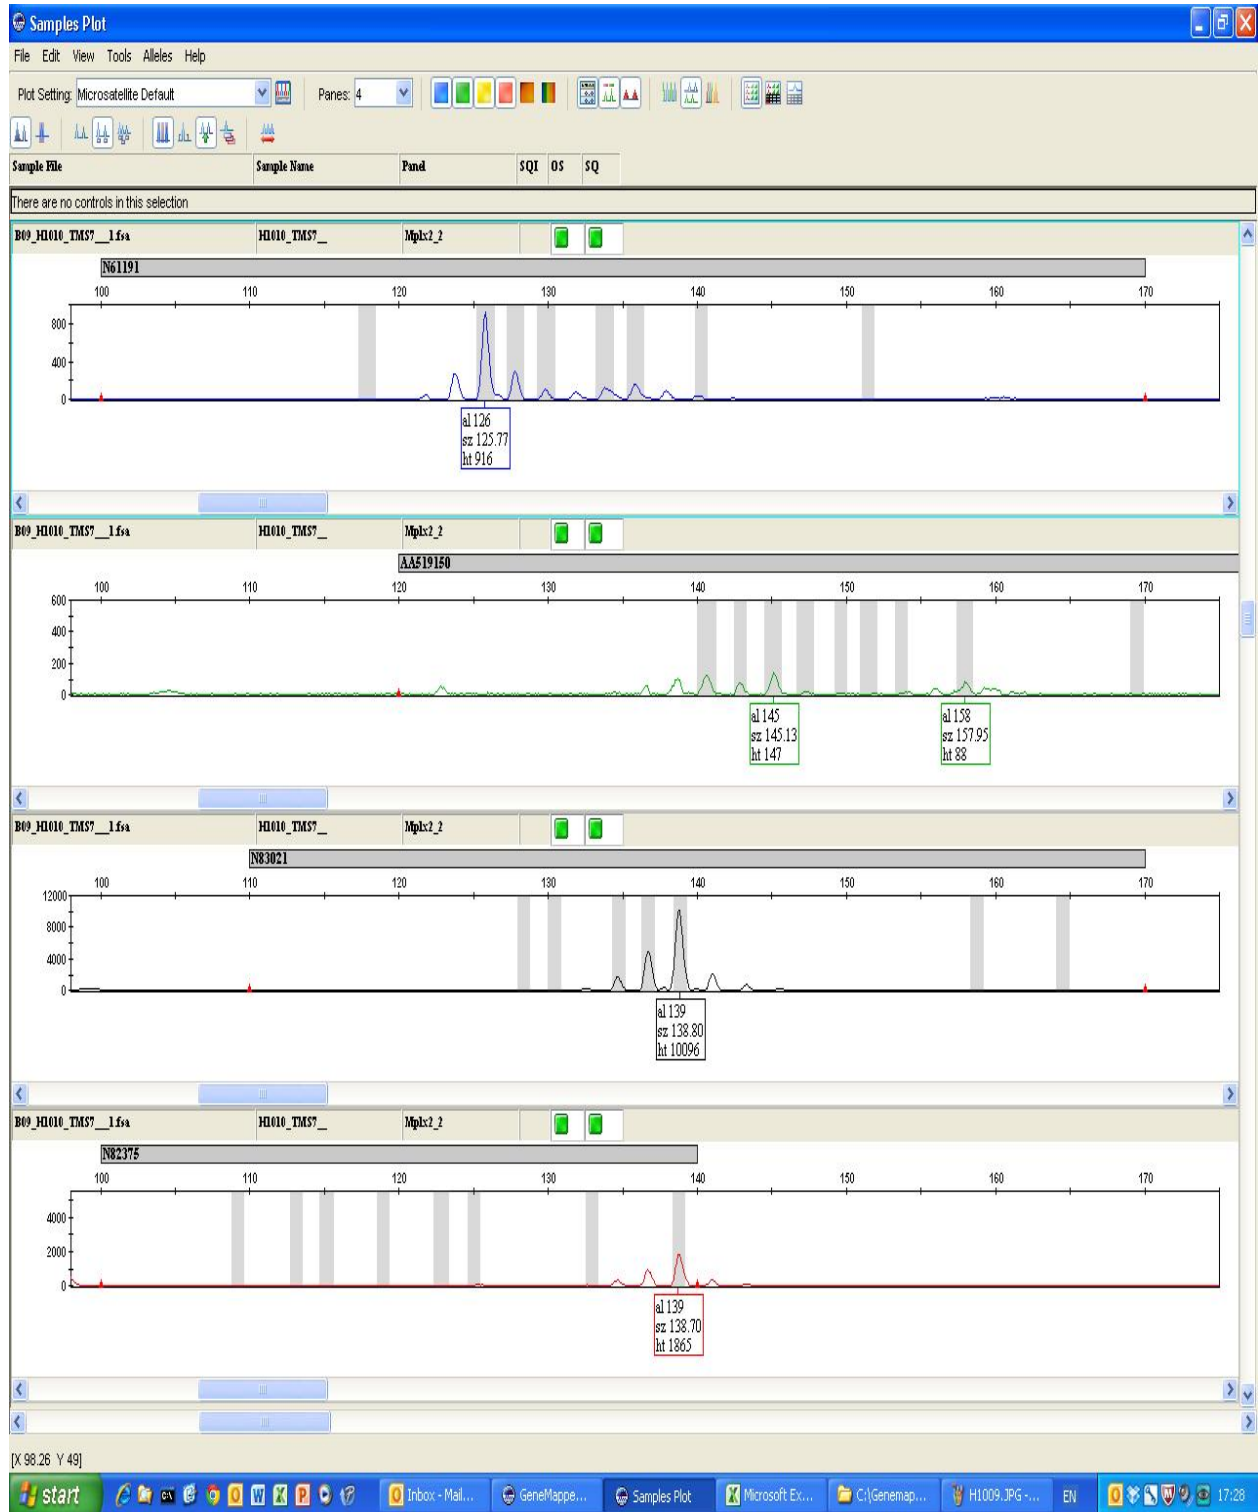 Samples Plot
File Edit View Tools Alleles Help
Plot Setting: Microsatellite Default Panes: 4
Sample File Sample Name Panel SQI OS SQ
There are no controls in this selection
B09_H1010_TMS7__1.fsa H1010_TMS7__ Mplx2_2
N61191
100 110 120 130 140 150 160 170
800
400
0
al 126
sz 125.77
ht 916
B09_H1010_TMS7__1.fsa H1010_TMS7__ Mplx2_2
AA519150
100 110 120 130 140 150 160 170
600
400
200
0
al 145 al 158
sz 145.13 sz 157.95
ht 147 ht 88
B09_H1010_TMS7__1.fsa H1010_TMS7__ Mplx2_2
N83021
100 110 120 130 140 150 160 170
12000
8000
4000
0
al 139
sz 138.80
ht 10096
B09_H1010_TMS7__1.fsa H1010_TMS7__ Mplx2_2
N82375
100 110 120 130 140 150 160 170
4000
2000
0
al 139
sz 138.70
ht 1865
[X 98.26 Y 49]
start Inbox - Mail... GeneMappe... Samples Plot Microsoft Ex... C:\Genemap... H1009.JPG -... EN 17:28